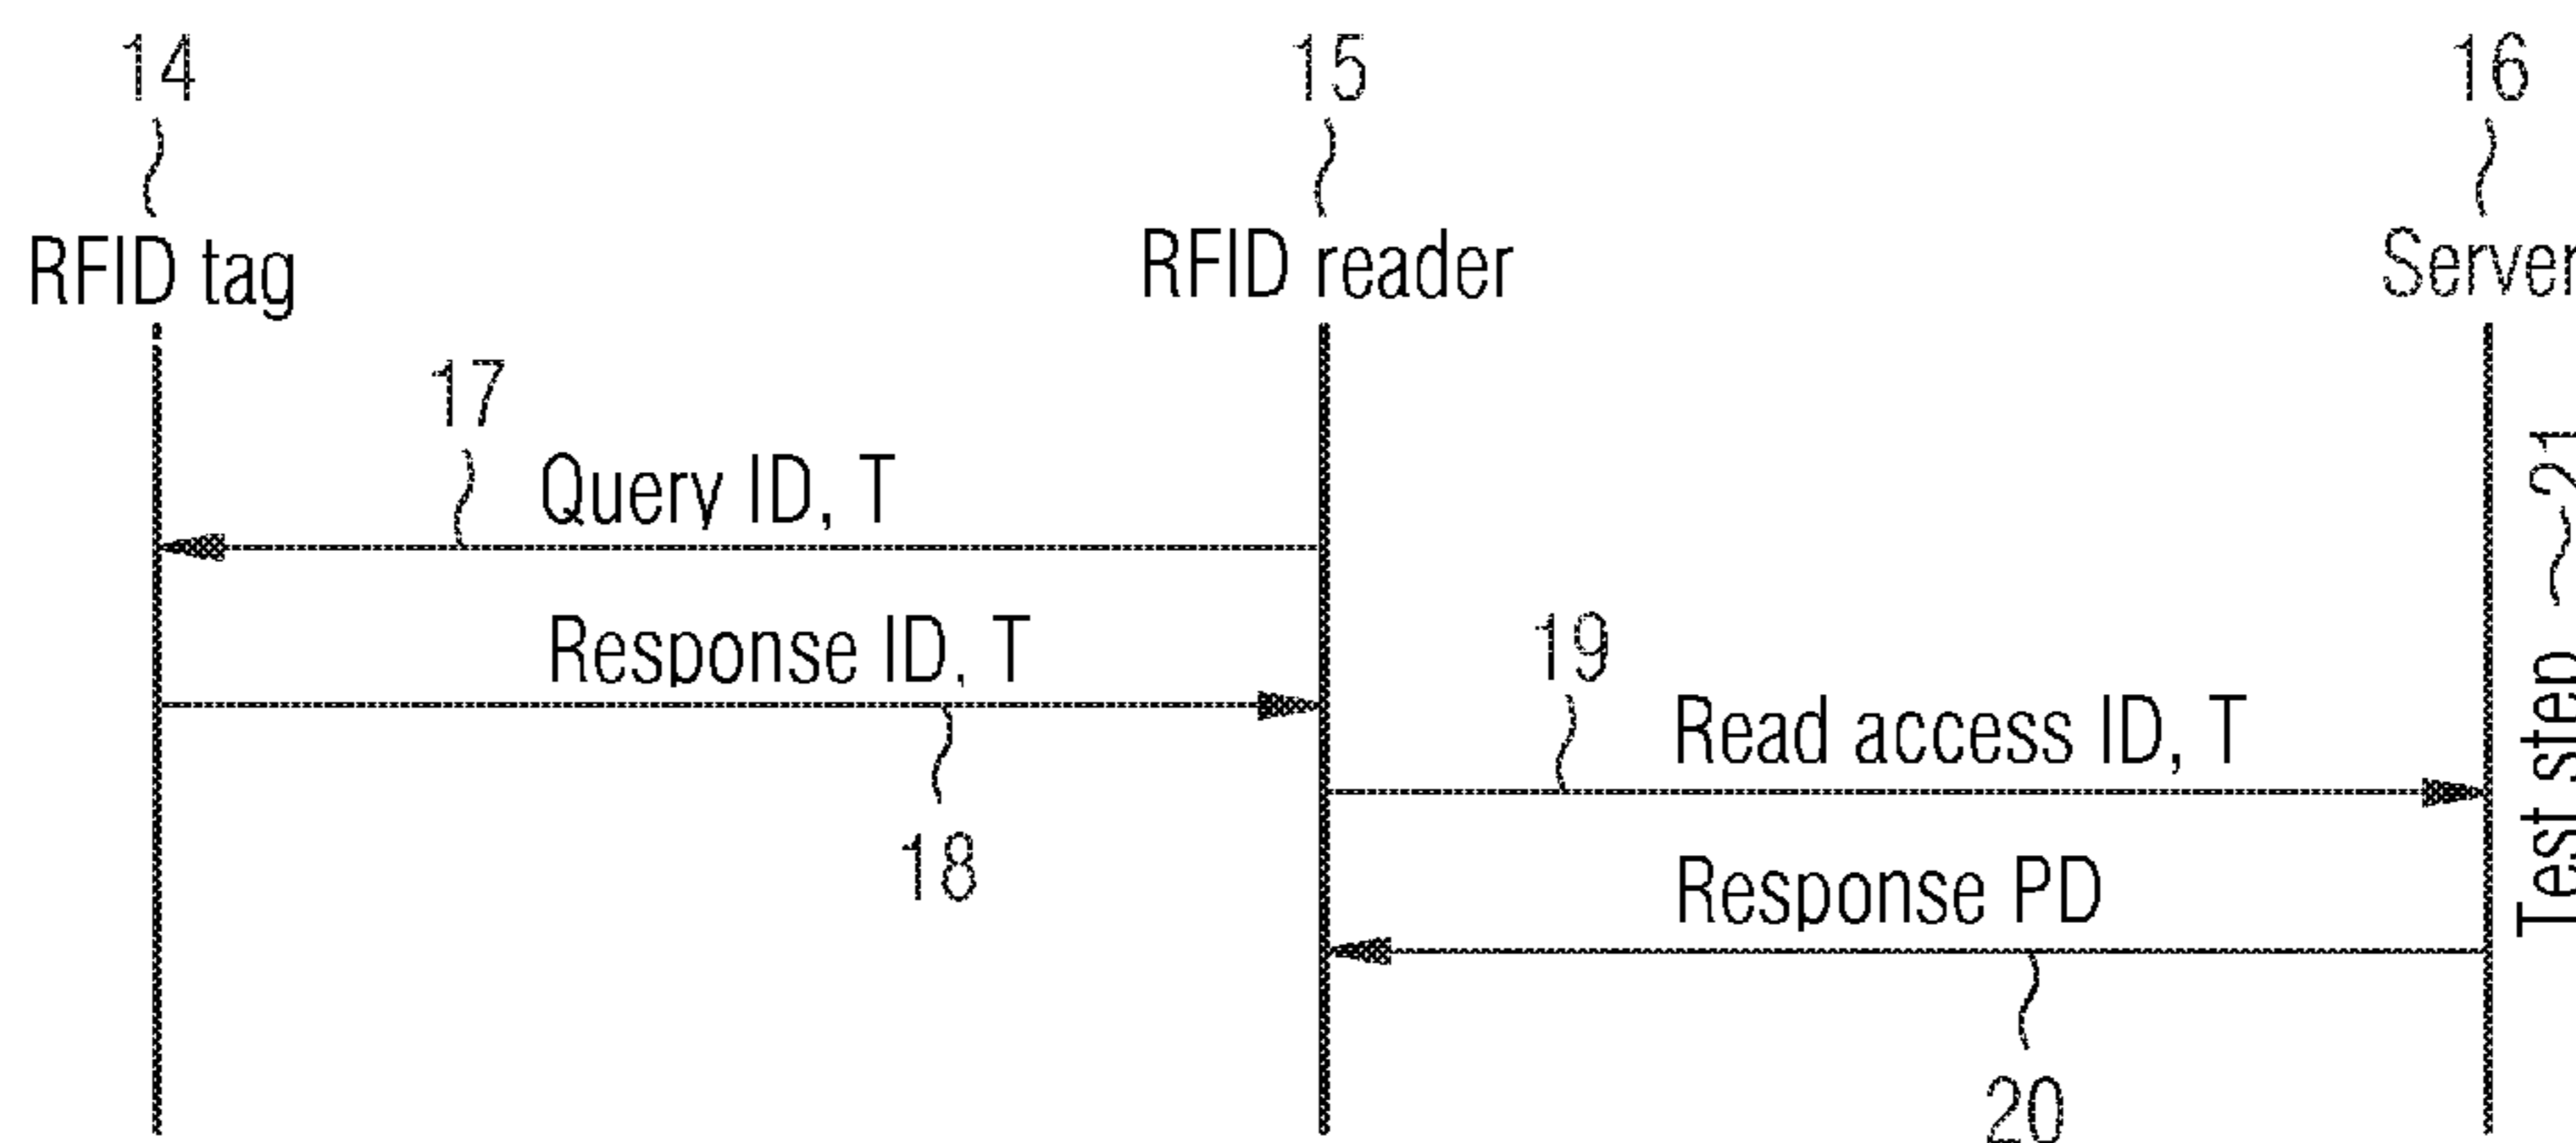 14
15
16
RFID tag
RFID reader
Server
17
Query ID, T
Response ID, T
18
19
Read access ID, T
Response PD
20
Test step
21